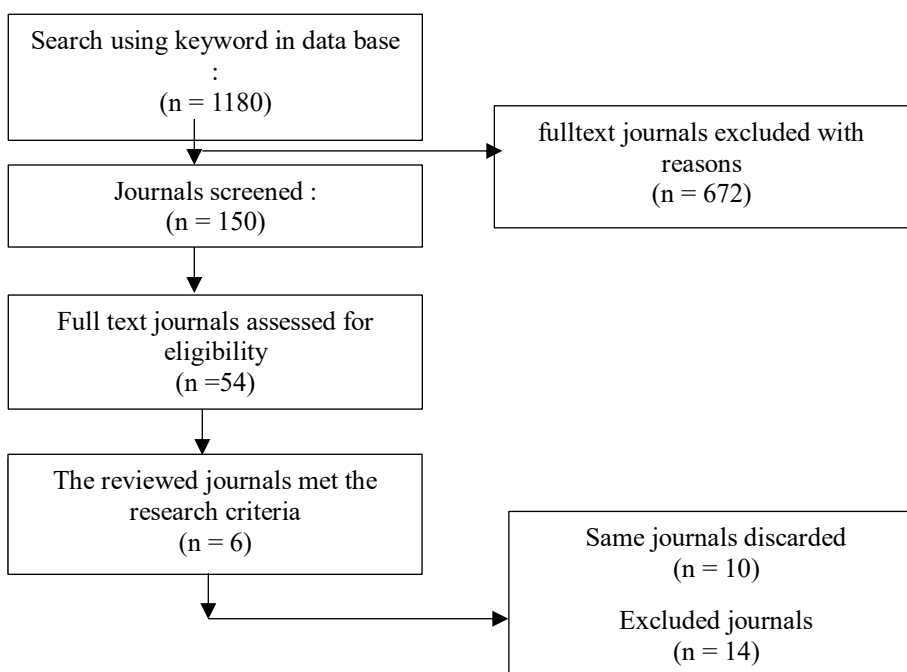 Search using keyword in data base
:
(n = 1180)
fulltext journals excluded with
reasons
(n = 672)
Journals screened :
(n = 150)
Full text journals assessed for
eligibility
(n =54)
The reviewed journals met the
research criteria
(n = 6)
Same journals discarded
(n = 10)
Excluded journals
(n = 14)